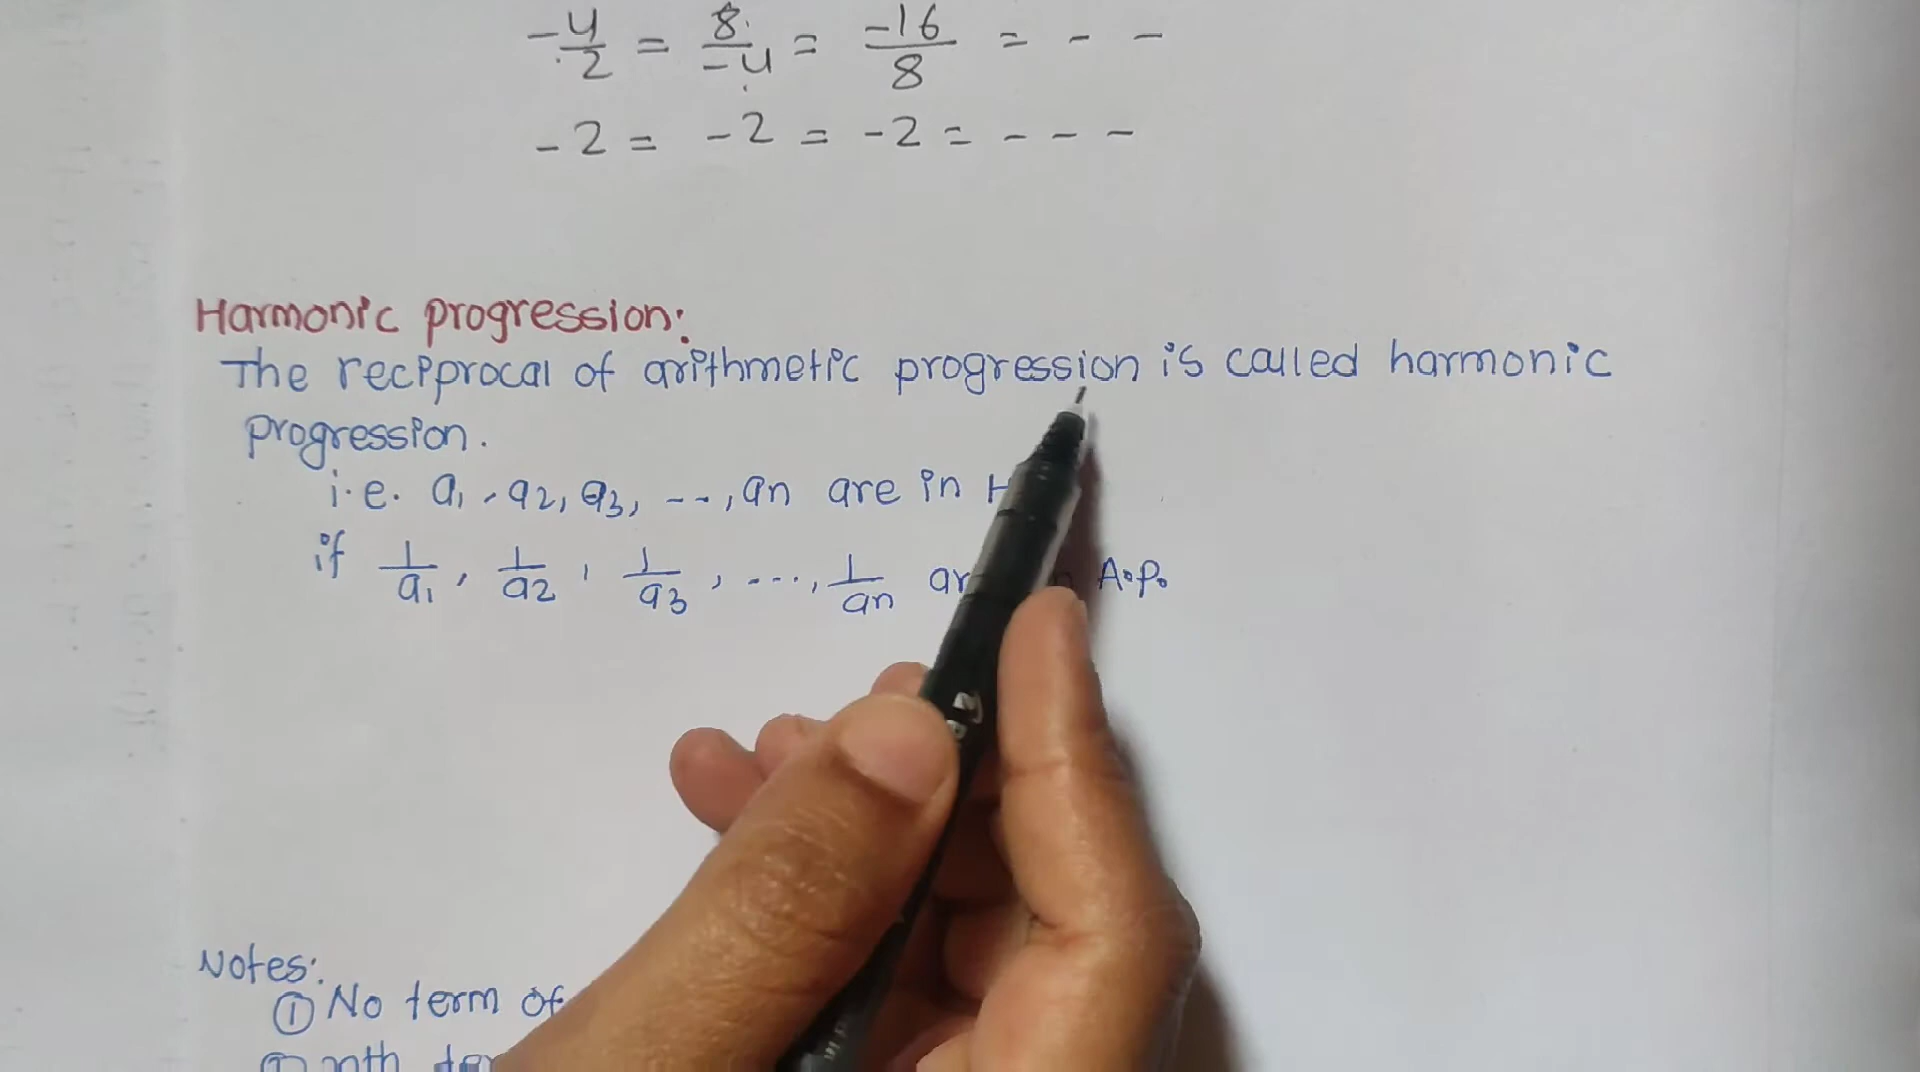 -4/2 = 8/-4 = -16/8 = - -
-2 = -2 = -2 = - - -
Harmonic progression:
The reciprocal of arithmetic progression is called harmonic
progression.
i.e. a1, a2, a3, --, an are in H
if 1/a1, 1/a2, 1/a3, ..., 1/an A.p.
Notes:
① No term of
nth